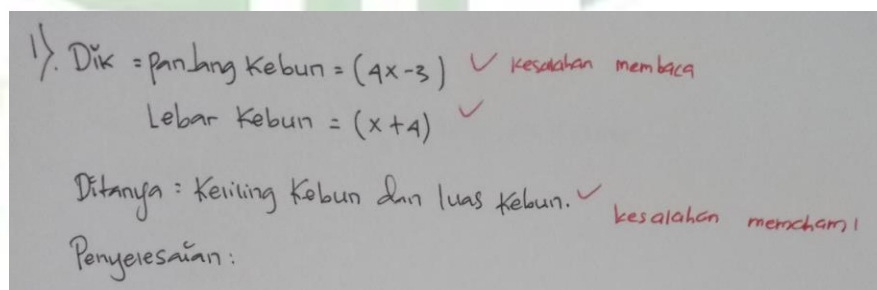 1). Dik = panjang Kebun = (4x-3) ✓ kesalahan membaca
Lebar Kebun = (x+4) ✓
Ditanya : Keliling Kebun dan luas Kebun. ✓ kesalahan memahami
Penyelesaian :